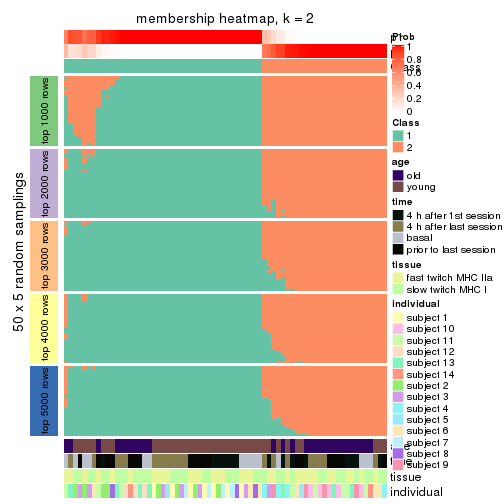 membership heatmap, k = 2
50 x 5 random samplings
top 1000 rows
top 2000 rows
top 3000 rows
top 4000 rows
top 5000 rows
tissue
individual
Prob
1
0.8
0.6
0.4
0.2
0
Class
1
2
age
old
young
time
4 h after 1st session
4 h after last session
basal
prior to last session
tissue
fast twitch MHC IIa
slow twitch MHC I
individual
subject 1
subject 10
subject 11
subject 12
subject 13
subject 14
subject 2
subject 3
subject 4
subject 5
subject 6
subject 7
subject 8
subject 9